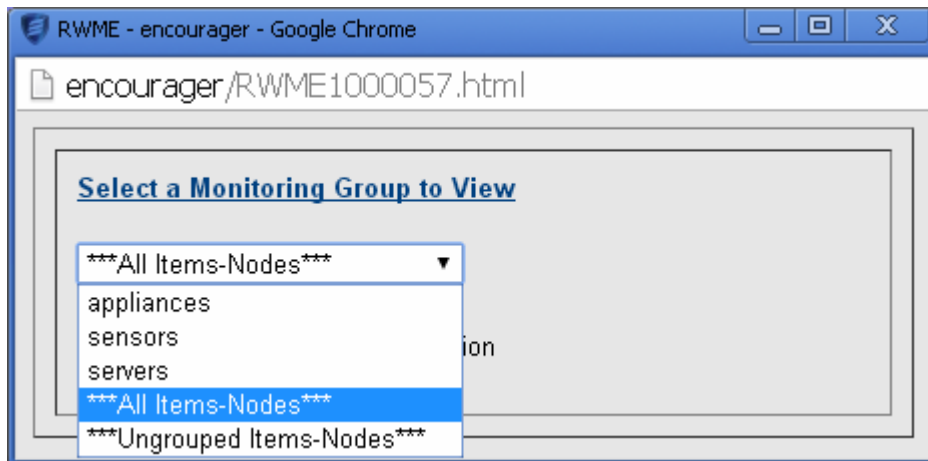 RWME - encourager - Google Chrome
encourager/RWME1000057.html
Select a Monitoring Group to View
***All Items-Nodes***
appliances
sensors
ion
servers
***All Items-Nodes***
***Ungrouped Items-Nodes***